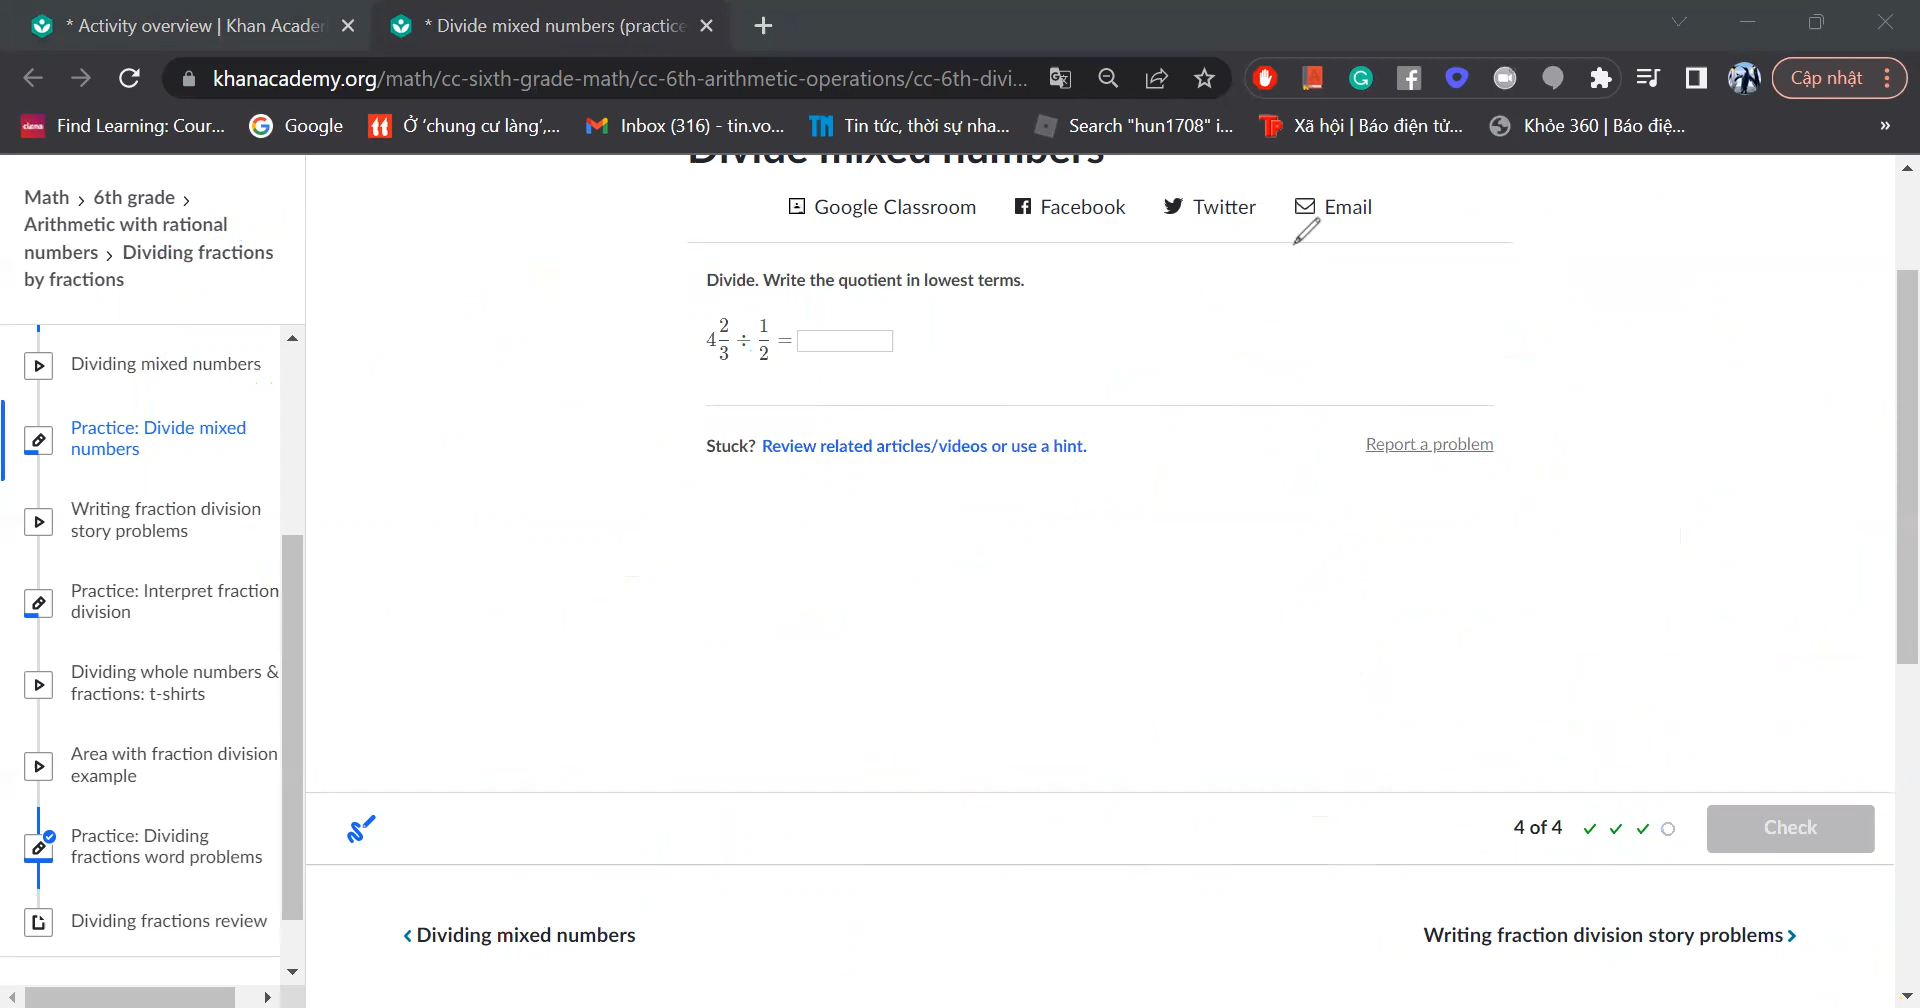 * Activity overview | Khan Acader
* Divide mixed numbers (practice
khanacademy.org/math/cc-sixth-grade-math/cc-6th-arithmetic-operations/cc-6th-divi...
Cập nhật
ciena Find Learning: Cour...
Google
Ở ‘chung cư làng’,...
Inbox (316) - tin.vo...
Tin tức, thời sự nha...
Search "hun1708" i...
Xã hội | Báo điện tử...
Khỏe 360 | Báo điệ...
»
Math › 6th grade ›
Arithmetic with rational
numbers › Dividing fractions
by fractions
Dividing mixed numbers
Practice: Divide mixed
numbers
Writing fraction division
story problems
Practice: Interpret fraction
division
Dividing whole numbers &
fractions: t-shirts
Area with fraction division
example
Practice: Dividing
fractions word problems
Dividing fractions review
Divide mixed numbers
Google Classroom
Facebook
Twitter
Email
Divide. Write the quotient in lowest terms.
4 2/3 ÷ 1/2 =
Stuck? Review related articles/videos or use a hint.
Report a problem
4 of 4
Check
‹ Dividing mixed numbers
Writing fraction division story problems ›